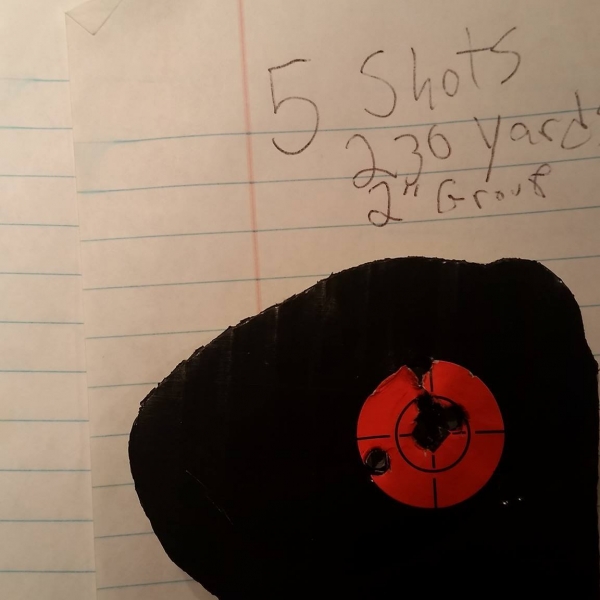 5 Shots
230 yards
2" Group